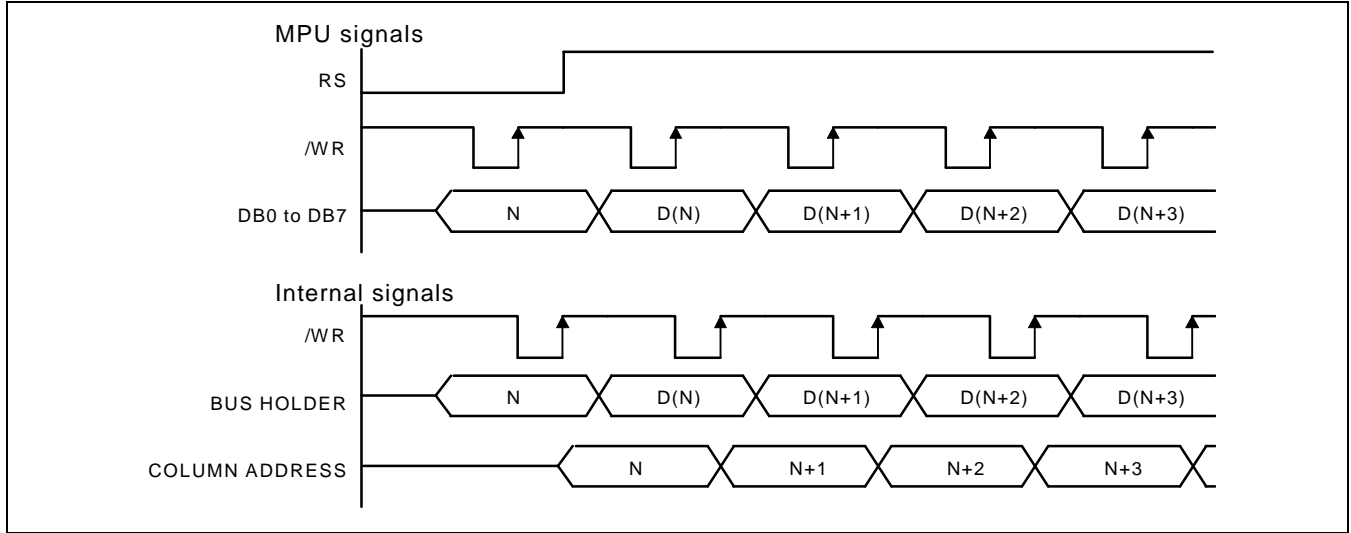 MPU signals
RS
/WR
DB0 to DB7 N D(N) D(N+1) D(N+2) D(N+3)
Internal signals
/WR
BUS HOLDER N D(N) D(N+1) D(N+2) D(N+3)
COLUMN ADDRESS N N+1 N+2 N+3